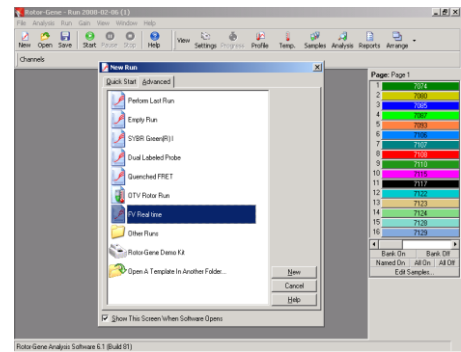 Rotor-Gene - Run 2008-02-06 (1)
File Analysis Run Gain View Window Help
New Open Save Start Pause Stop Help View Settings Progress Profile Temp. Samples Analysis Reports Arrange
Channels
New Run
Quick Start Advanced
Perform Last Run
Empty Run
SYBR Green(R) I
Dual Labeled Probe
Quenched FRET
GTV Rotor Run
FV Real time
Other Runs
Rotor-Gene Demo Kit
Open A Template In Another Folder...
New
Cancel
Help
Show This Screen When Software Opens
Page: Page 1
1 7074
2 7080
3 7085
4 7087
5 7093
6 7106
7 7107
8 7108
9 7110
10 7115
11 7117
12 7122
13 7123
14 7124
15 7128
16 7129
Bank On Bank Off
Named On All On All Off
Edit Samples...
Rotor-Gene Analysis Software 6.1 (Build 81)